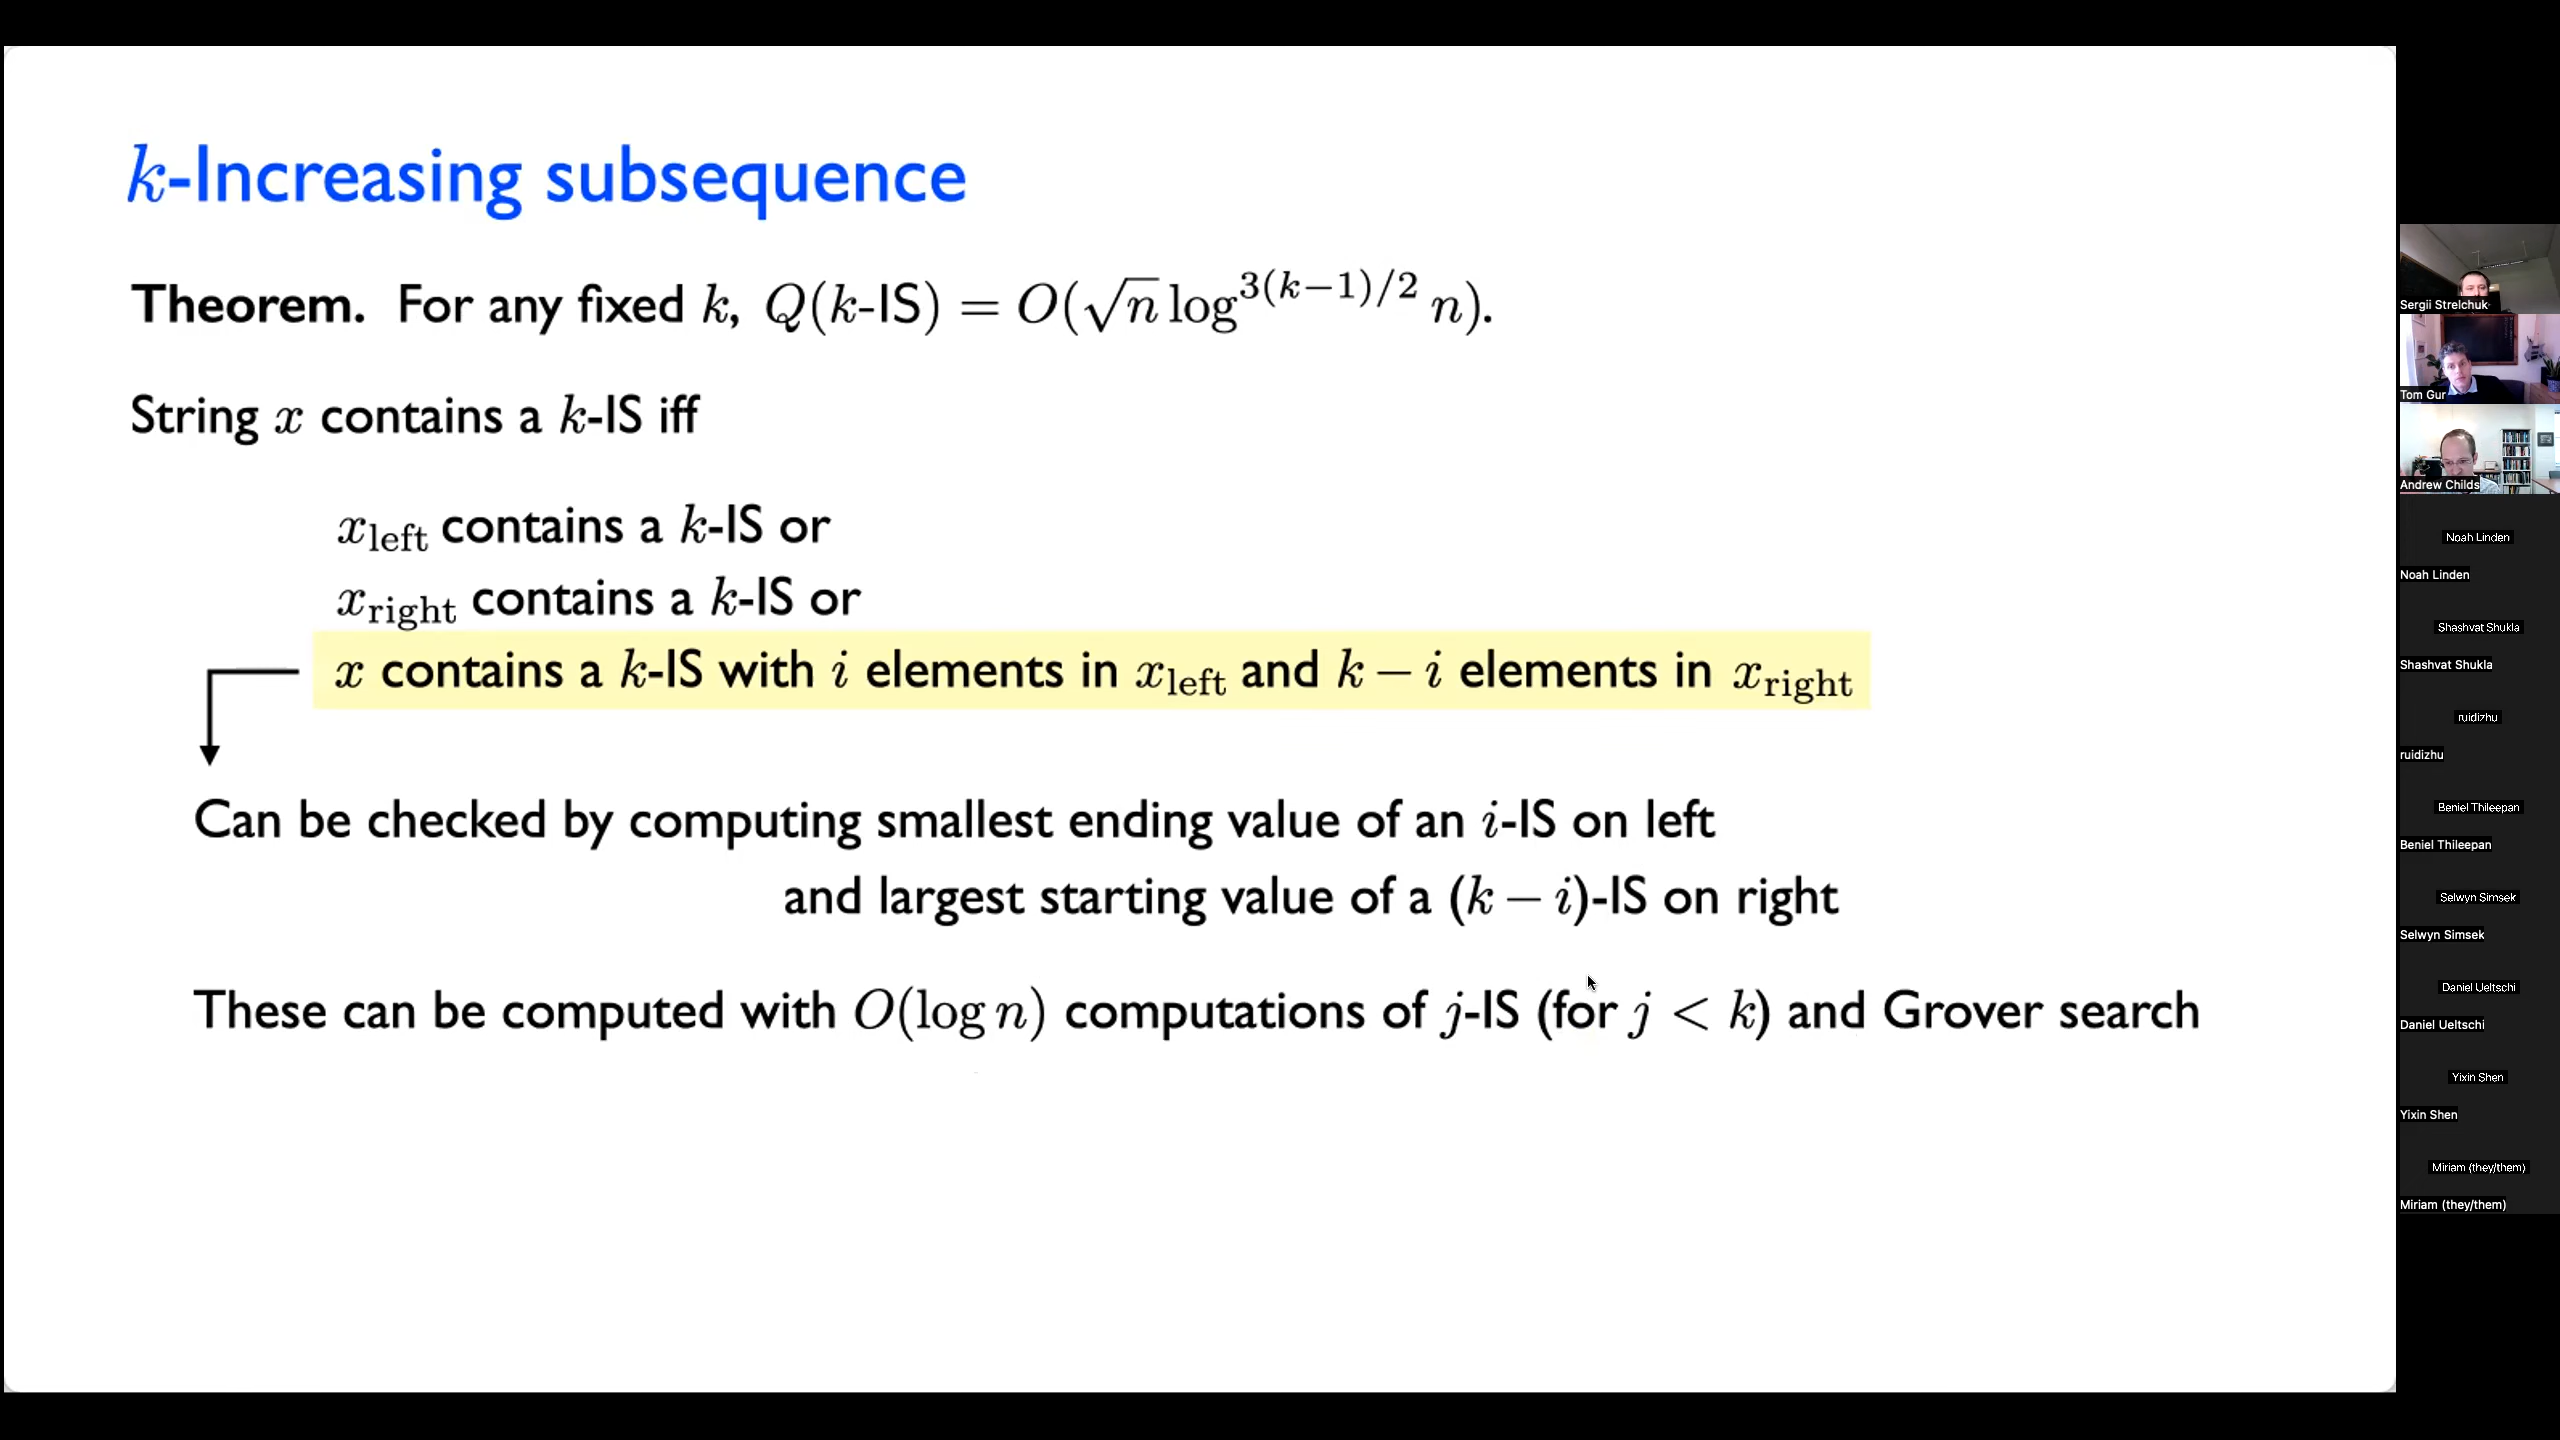 k-Increasing subsequence
Theorem. For any fixed k, Q(k-IS) = O(√n log^{3(k−1)/2} n).
String x contains a k-IS iff
x_left contains a k-IS or
x_right contains a k-IS or
x contains a k-IS with i elements in x_left and k − i elements in x_right
Can be checked by computing smallest ending value of an i-IS on left
and largest starting value of a (k − i)-IS on right
These can be computed with O(log n) computations of j-IS (for j < k) and Grover search
Sergii Strelchuk
Tom Gur
Andrew Childs
Noah Linden
Noah Linden
Shashvat Shukla
Shashvat Shukla
ruidizhu
ruidizhu
Beniel Thileepan
Beniel Thileepan
Selwyn Simsek
Selwyn Simsek
Daniel Ueltschi
Daniel Ueltschi
Yixin Shen
Yixin Shen
Miriam (they/them)
Miriam (they/them)